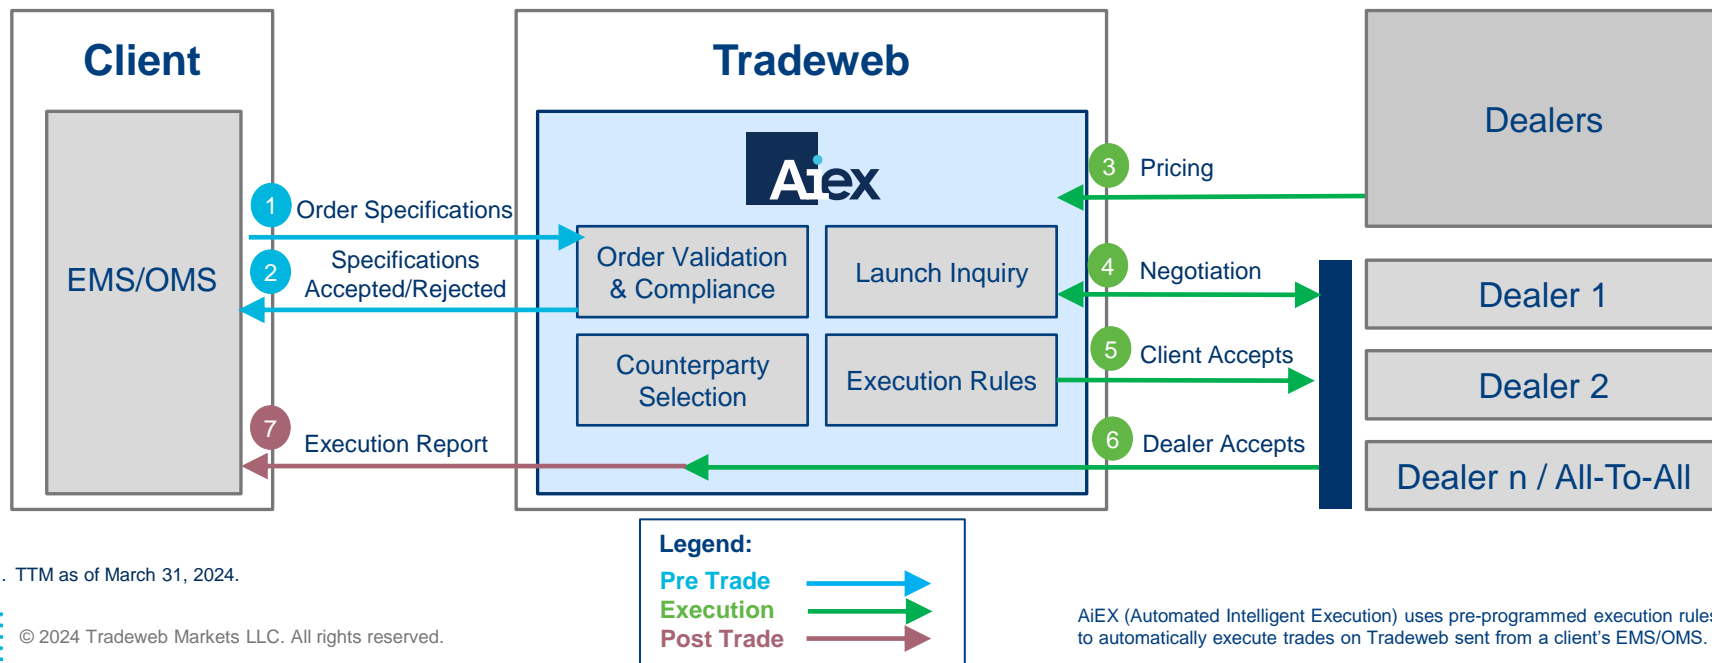 Client
Tradeweb
Dealers
Aiex
3 Pricing
1 Order Specifications
EMS/OMS
2 Specifications
Accepted/Rejected
Order Validation
& Compliance
Launch Inquiry
4 Negotiation
Dealer 1
Counterparty
Selection
Execution Rules
5 Client Accepts
Dealer 2
7 Execution Report
6 Dealer Accepts
Dealer n / All-To-All
Legend:
Pre Trade
Execution
Post Trade
. TTM as of March 31, 2024.
© 2024 Tradeweb Markets LLC. All rights reserved.
AiEX (Automated Intelligent Execution) uses pre-programmed execution rules
to automatically execute trades on Tradeweb sent from a client's EMS/OMS.